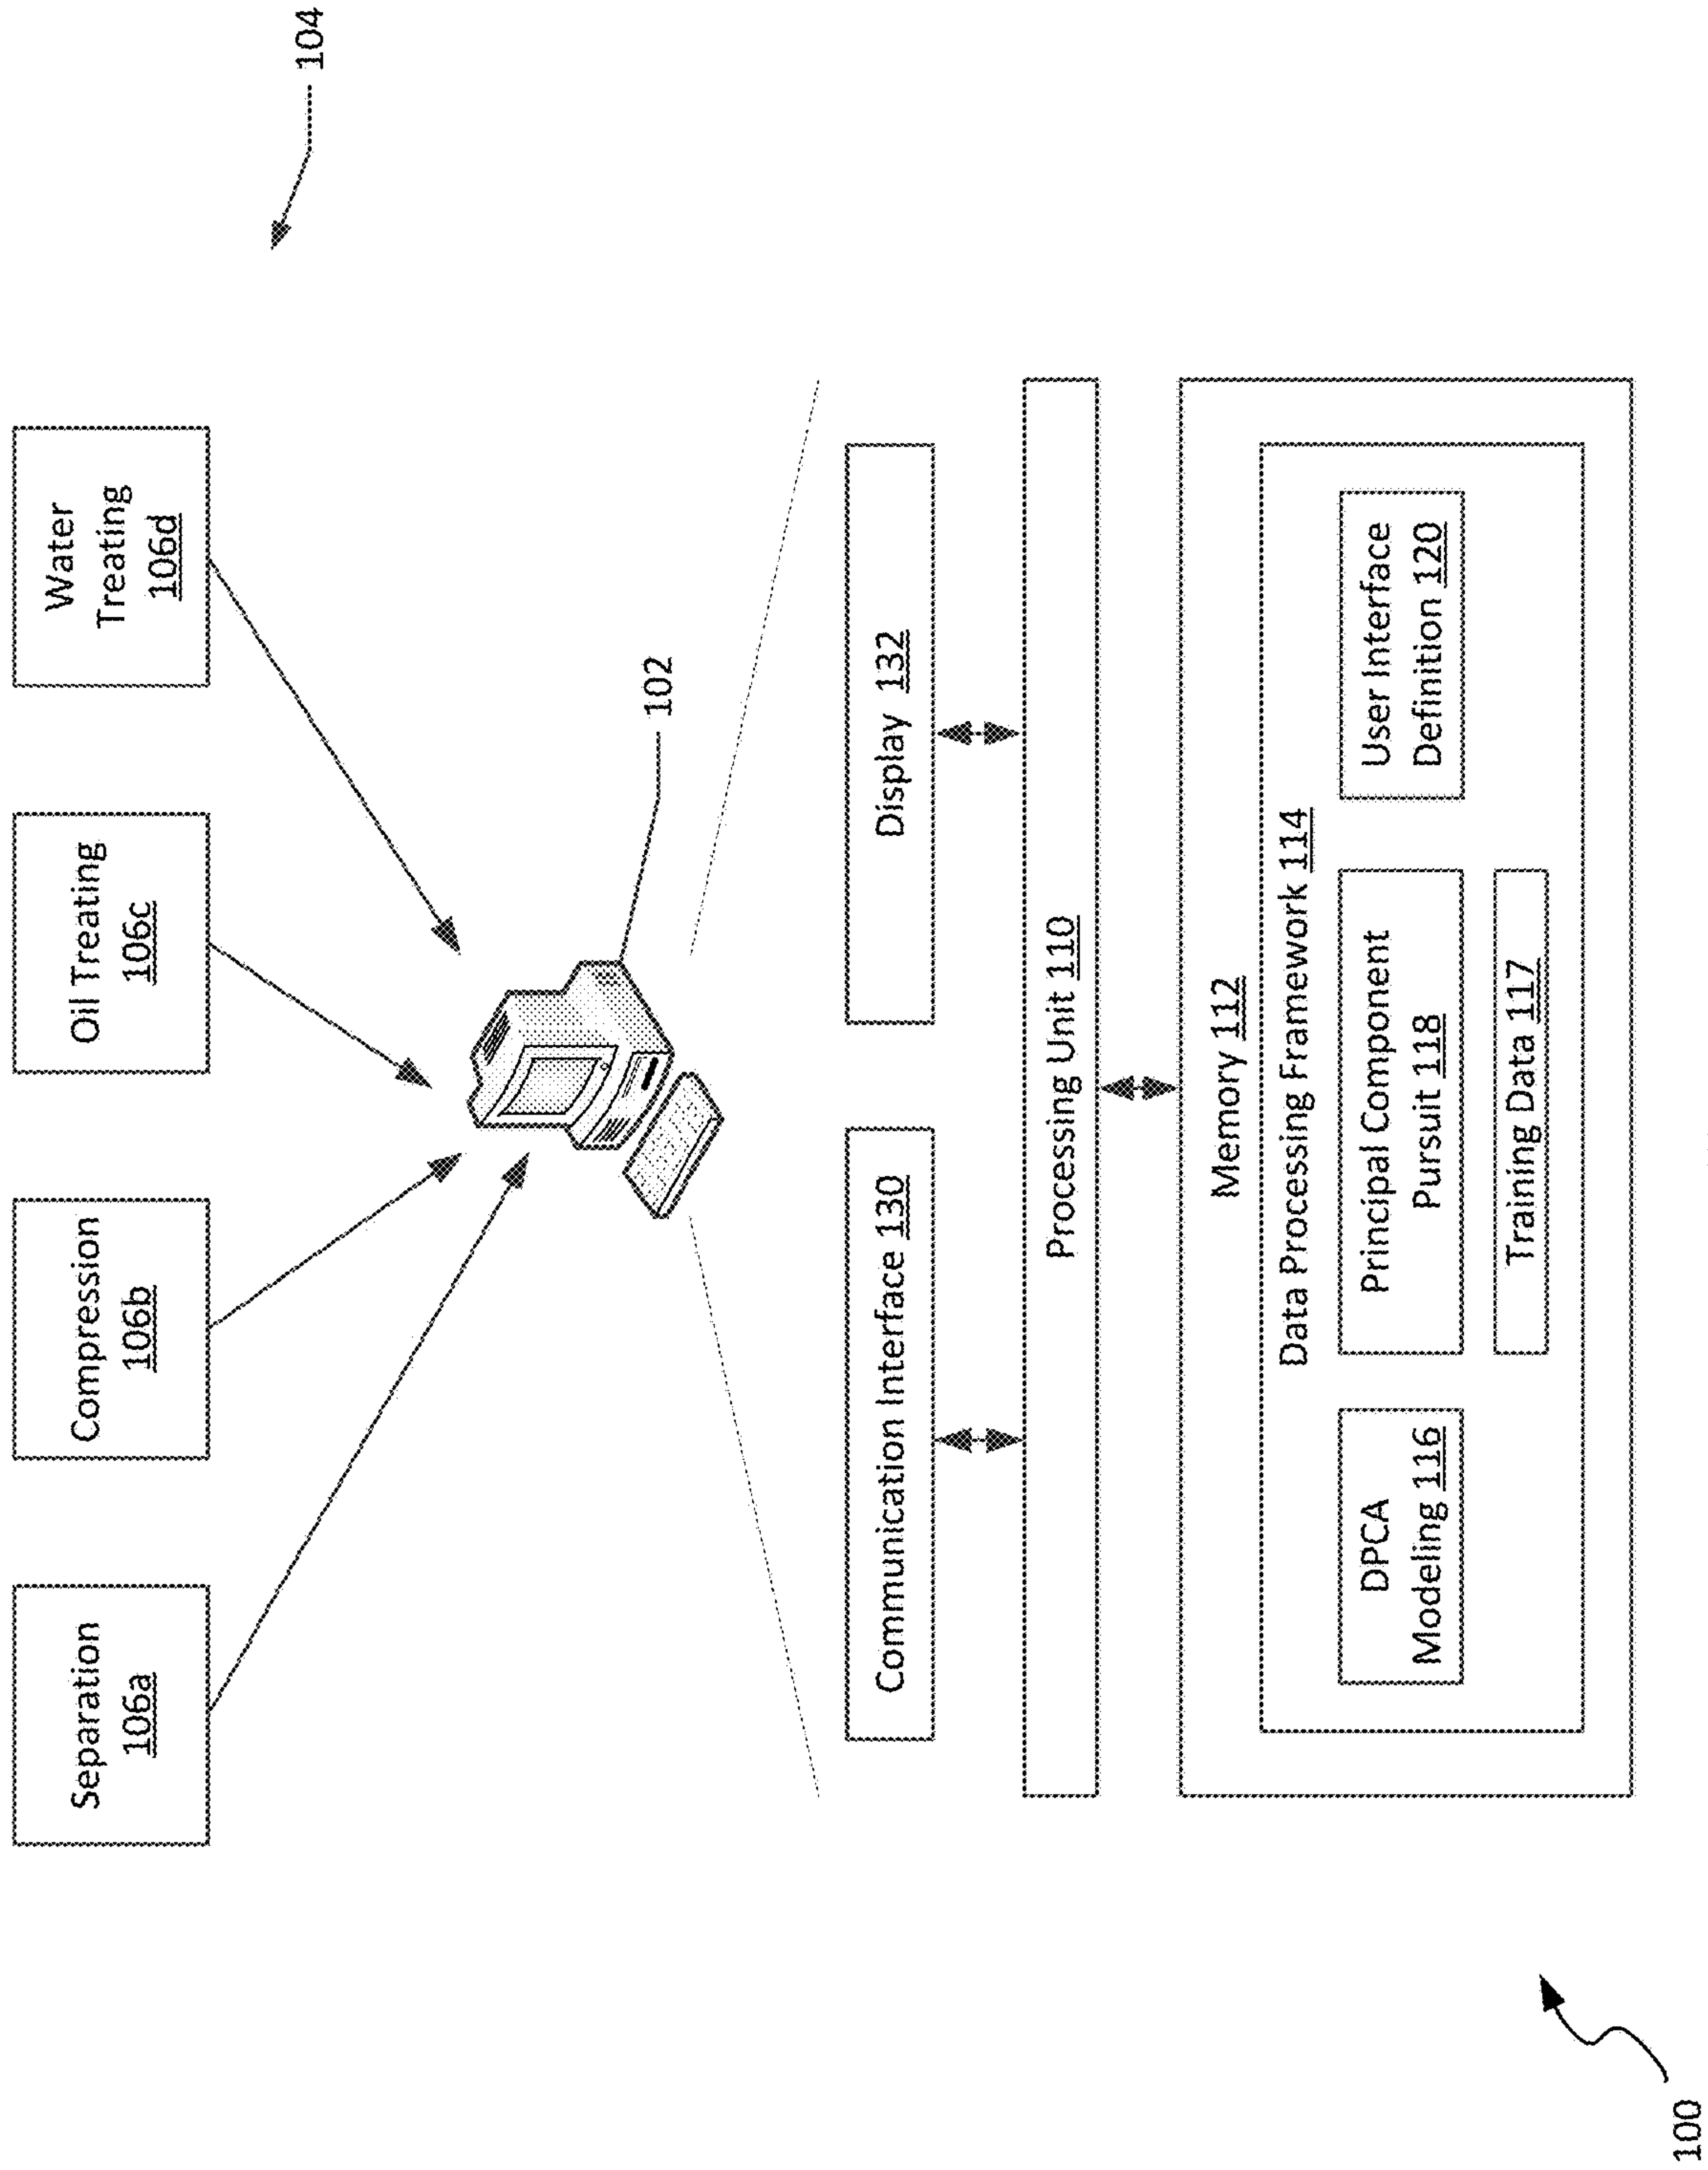 104
Separation
106a
Compression
106b
Oil Treating
106c
Water
Treating
106d
102
Communication Interface 130
Display 132
Processing Unit 110
Memory 112
Data Processing Framework 114
DPCA
Modeling 116
Principal Component
Pursuit 118
User Interface
Definition 120
Training Data 117
100